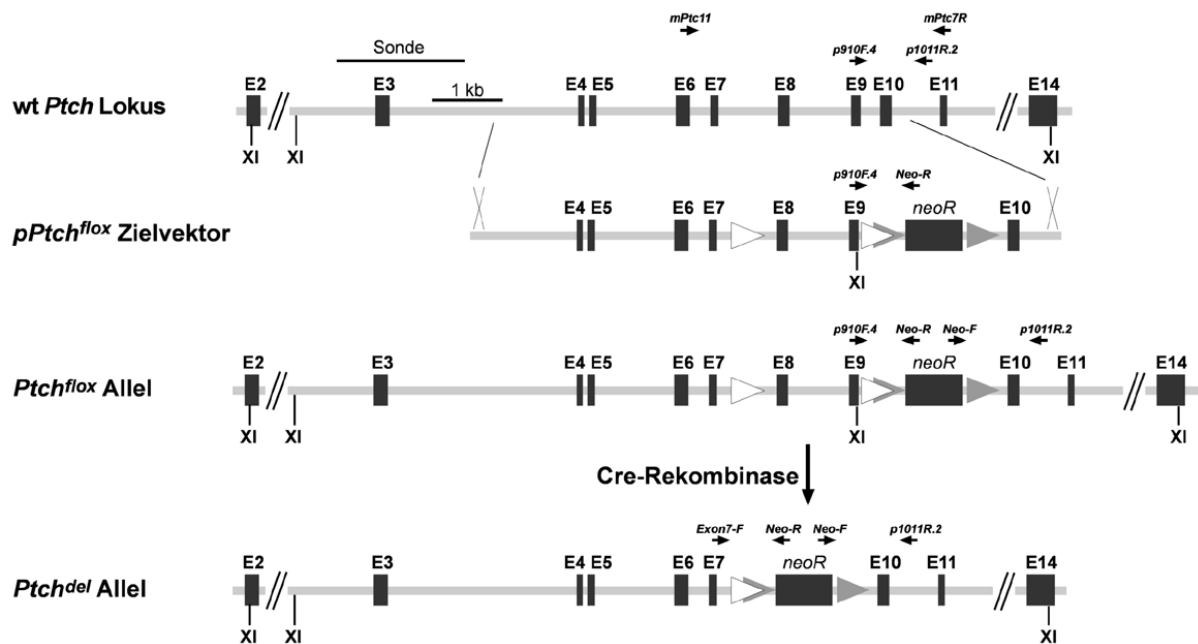 mPtc11 mPtc7R
Sonde p910F.4 p1011R.2
E2 E3 1 kb E4 E5 E6 E7 E8 E9 E10 E11 E14
wt Ptch Lokus
XI XI XI
p910F.4 Neo-R
E4 E5 E6 E7 E8 E9 neoR E10
pPtchflox Zielvektor
XI
p910F.4 Neo-R Neo-F p1011R.2
E2 E3 E4 E5 E6 E7 E8 E9 neoR E10 E11 E14
Ptchflox Allel
XI XI XI XI
Cre-Rekombinase
Exon7-F Neo-R Neo-F p1011R.2
E2 E3 E4 E5 E6 E7 neoR E10 E11 E14
Ptchdel Allel
XI XI XI